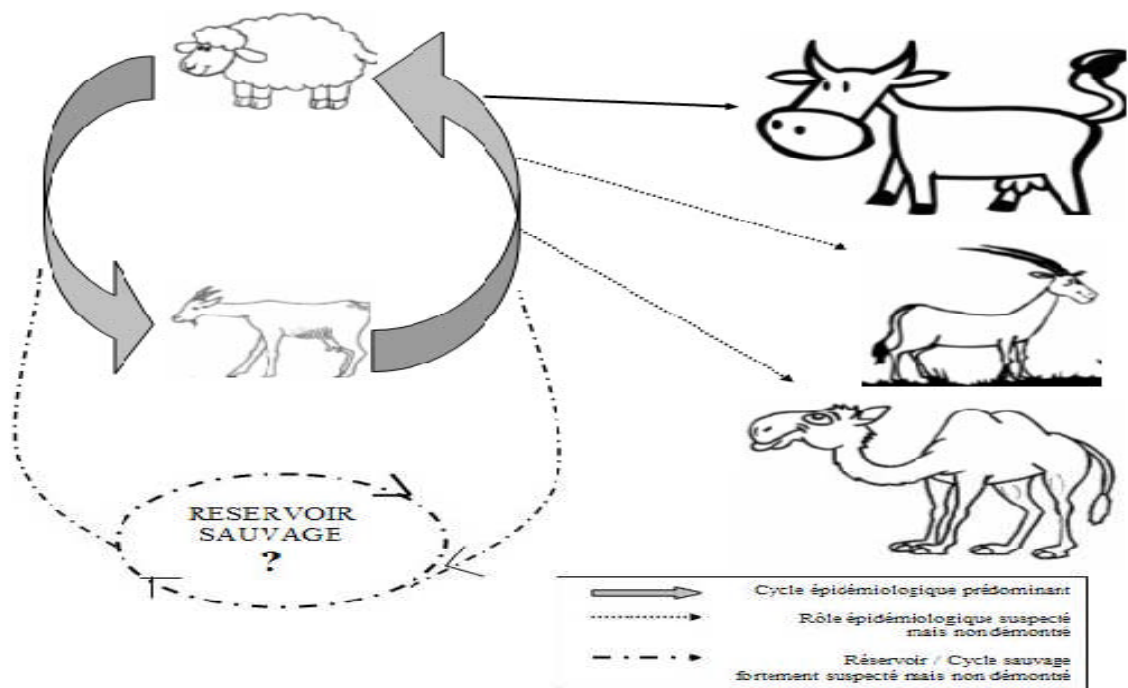 RESERVOIR
SAUVAGE
?
Cycle épidémiologique prédominant
Rôle épidémiologique suspecté
mais non démontré
Réservoir / Cycle sauvage
fortement suspecté mais non démontré